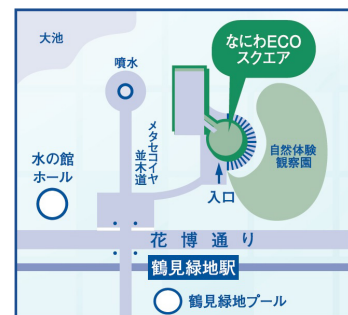 大池
なにわECO
スクエア
噴水
メタセコイヤ
並木道
自然体験
観察園
水の館
ホール
入口
花博通り
鶴見緑地駅
鶴見緑地プール